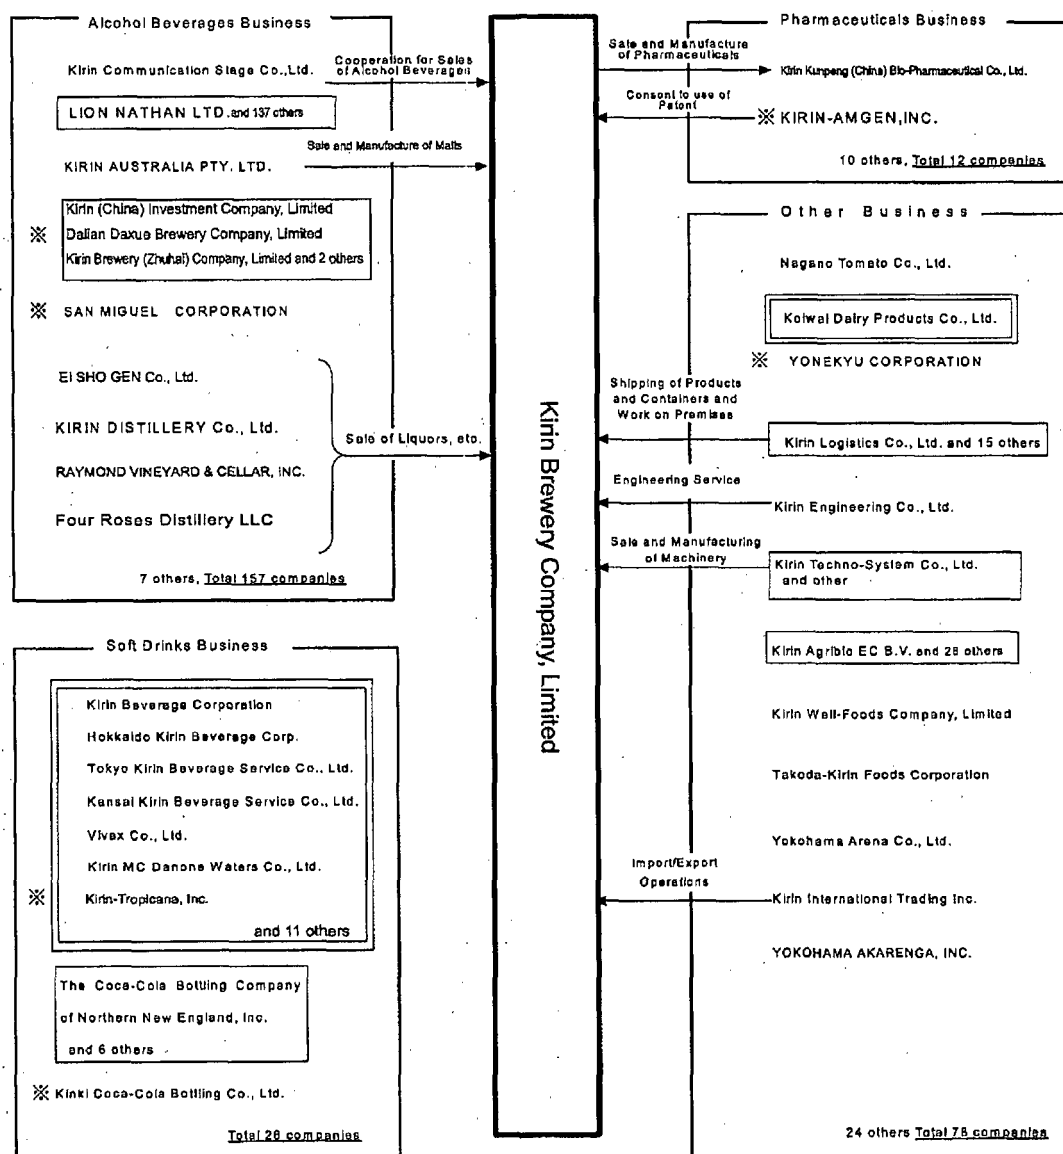 Alcohol Beverages Business
Kirin Communication Stage Co.,Ltd.
Cooperation for Sales
of Alcohol Beverages
LION NATHAN LTD. and 137 others
Sale and Manufacture of Malts
KIRIN AUSTRALIA PTY. LTD.
Kirin (China) Investment Company, Limited
※ Dalian Daxue Brewery Company, Limited
Kirin Brewery (Zhuhai) Company, Limited and 2 others
※ SAN MIGUEL CORPORATION
EI SHO GEN Co., Ltd.
KIRIN DISTILLERY Co., Ltd.
Sale of Liquors, etc.
RAYMOND VINEYARD & CELLAR, INC.
Four Roses Distillery LLC
7 others, Total 157 companies
Soft Drinks Business
Kirin Beverage Corporation
Hokkaido Kirin Beverage Corp.
Tokyo Kirin Beverage Service Co., Ltd.
Kansai Kirin Beverage Service Co., Ltd.
Vivax Co., Ltd.
Kirin MC Danone Waters Co., Ltd.
※ Kirin-Tropicana, Inc.
and 11 others
The Coca-Cola Bottling Company
of Northern New England, Inc.
and 6 others
※ Kinki Coca-Cola Bottling Co., Ltd.
Total 26 companies
Kirin Brewery Company, Limited
Pharmaceuticals Business
Sale and Manufacture
of Pharmaceuticals
Kirin Kunpeng (China) Bio-Pharmaceutical Co., Ltd.
Consent to use of
Patent
※ KIRIN-AMGEN,INC.
10 others, Total 12 companies
Other Business
Nagano Tomato Co., Ltd.
Koiwai Dairy Products Co., Ltd.
※ YONEKYU CORPORATION
Shipping of Products
and Containers and
Work on Premises
Kirin Logistics Co., Ltd. and 15 others
Engineering Service
Kirin Engineering Co., Ltd.
Sale and Manufacturing
of Machinery
Kirin Techno-System Co., Ltd.
and other
Kirin Agribio EC B.V. and 28 others
Kirin Well-Foods Company, Limited
Takeda-Kirin Foods Corporation
Yokohama Arena Co., Ltd.
Import/Export
Operations
Kirin International Trading Inc.
YOKOHAMA AKARENGA, INC.
24 others Total 78 companies